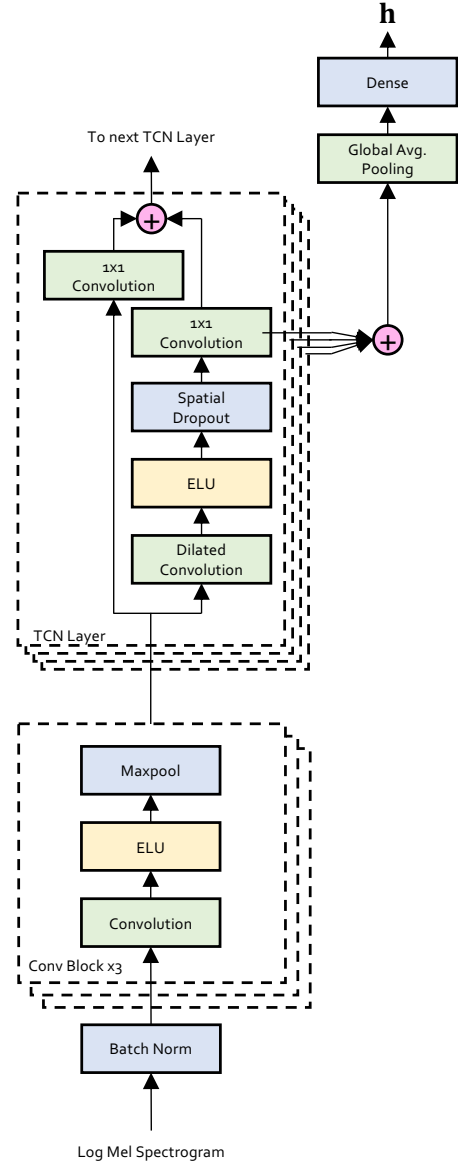 h
Dense
Global Avg.
Pooling
To next TCN Layer
+
1x1
Convolution
1x1
Convolution
+
Spatial
Dropout
ELU
Dilated
Convolution
TCN Layer
Maxpool
ELU
Convolution
Conv Block x3
Batch Norm
Log Mel Spectrogram